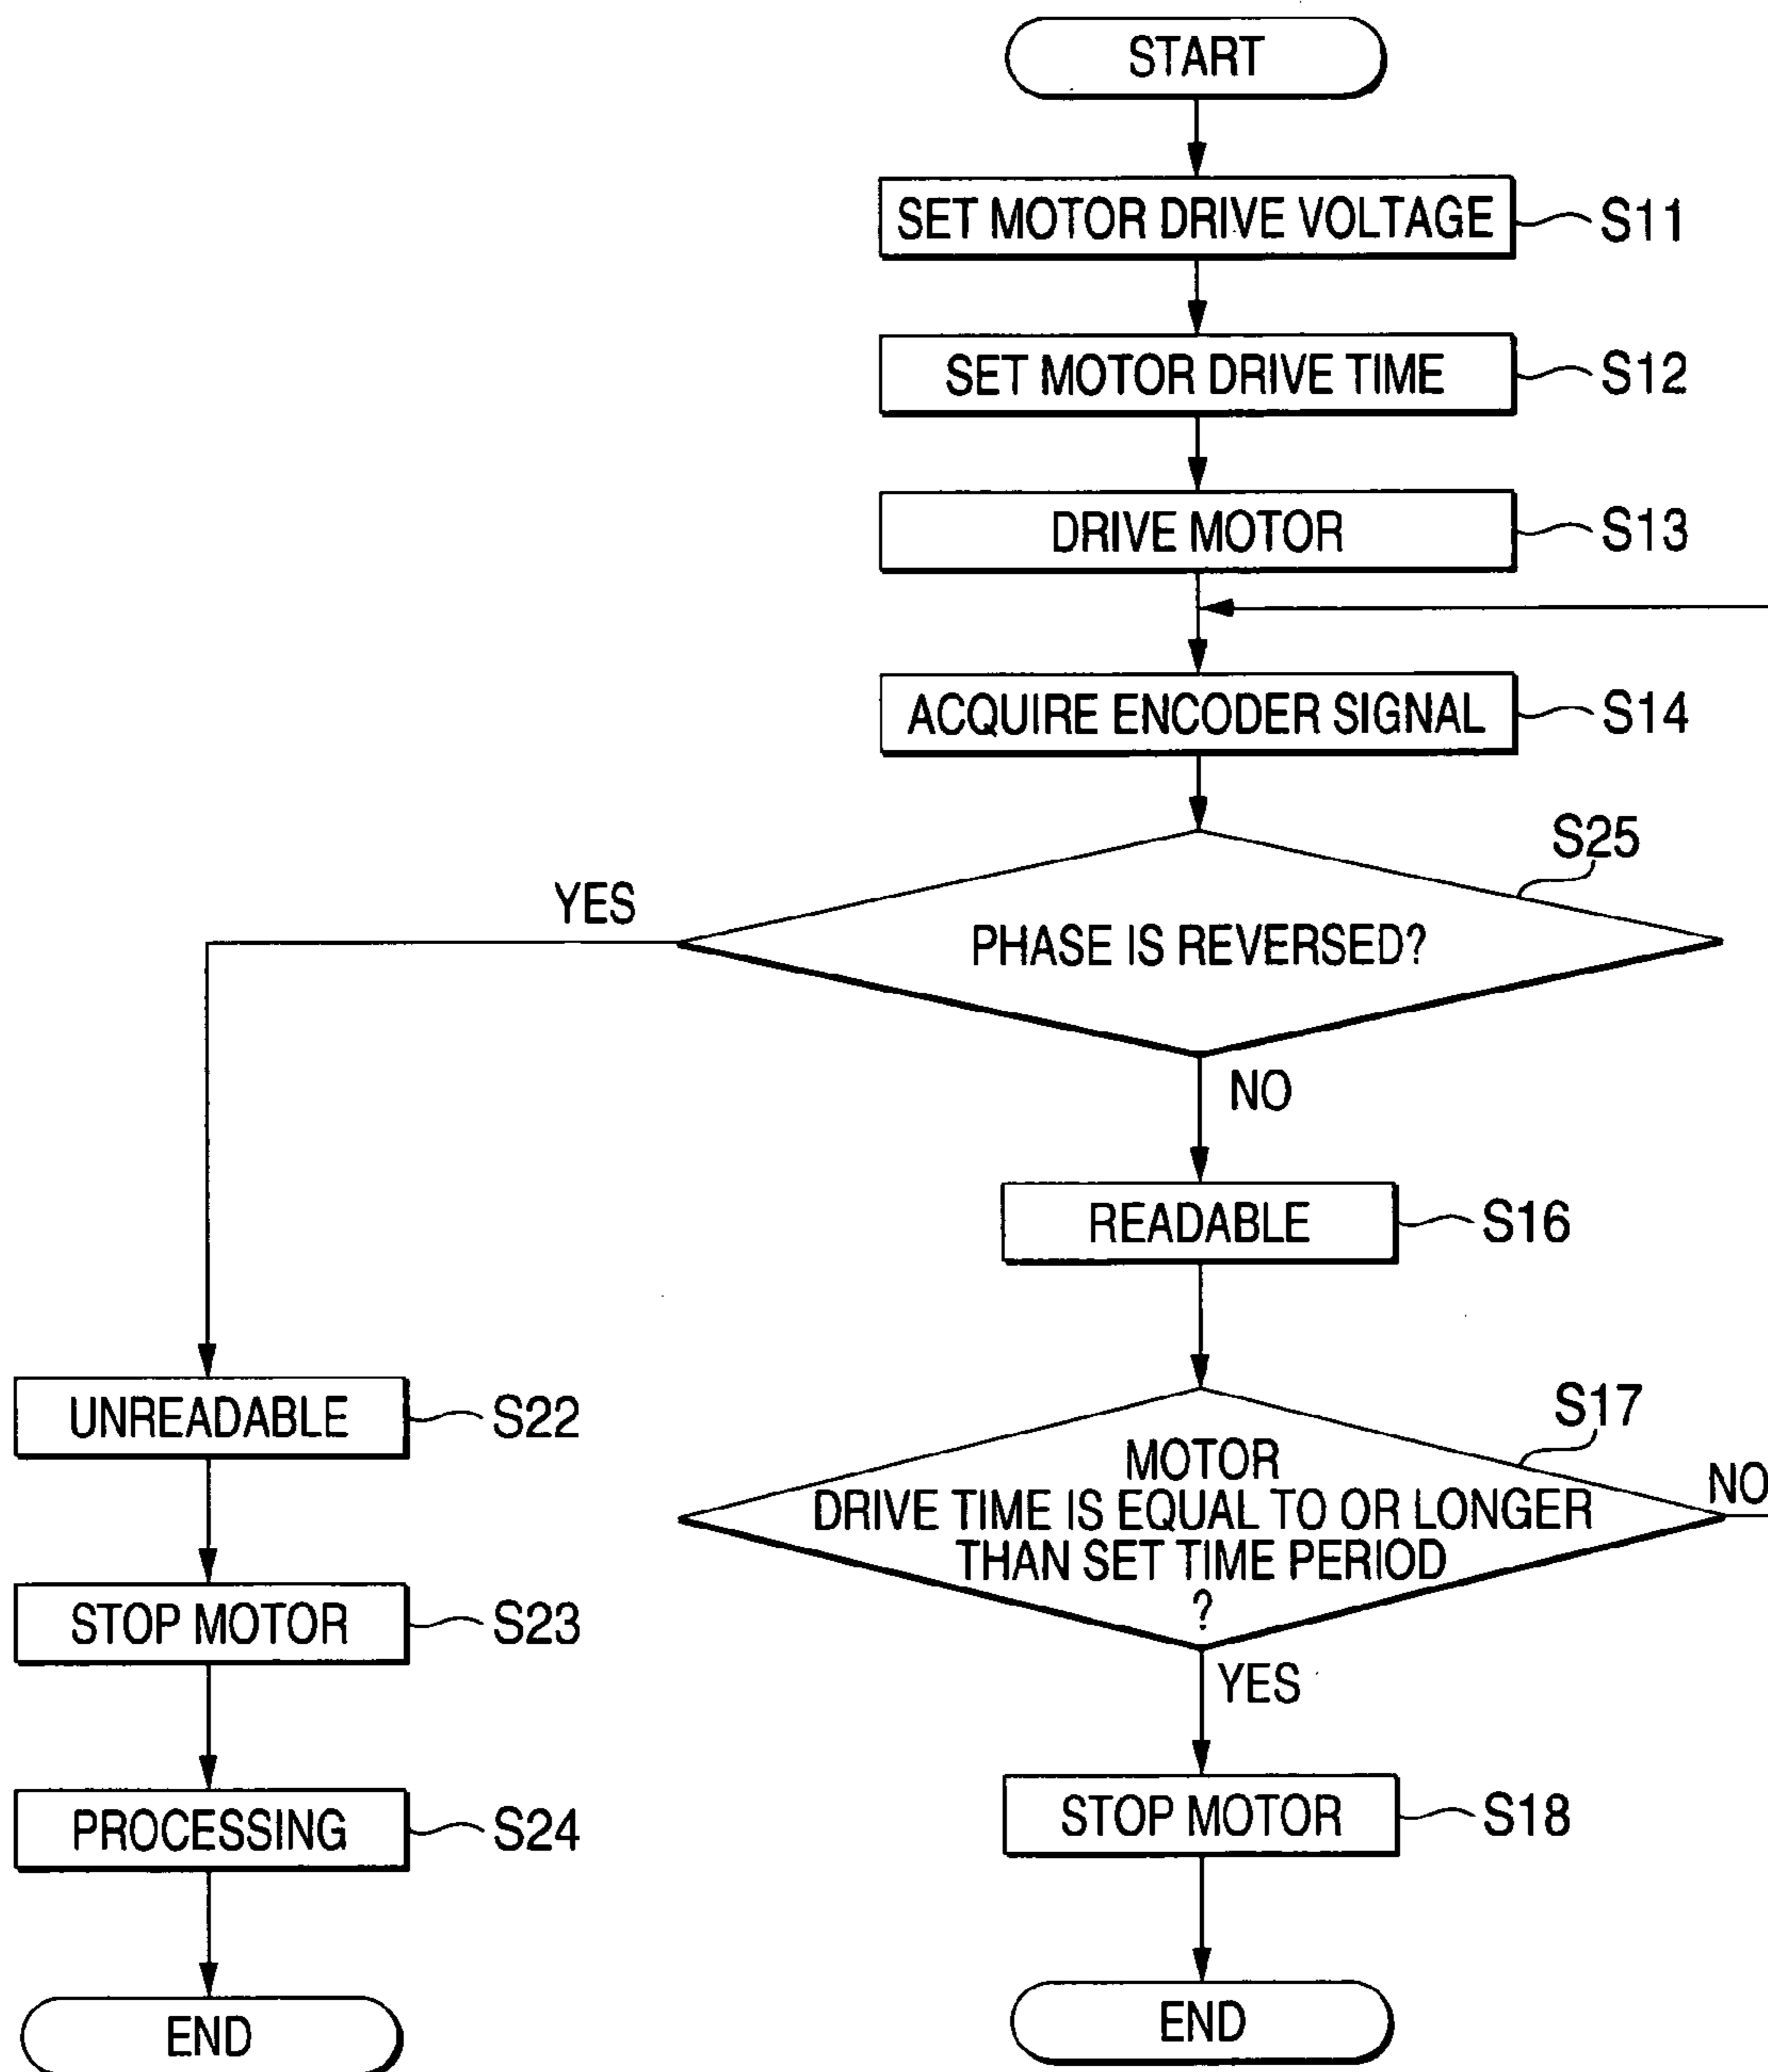 START
SET MOTOR DRIVE VOLTAGE S11
SET MOTOR DRIVE TIME S12
DRIVE MOTOR S13
ACQUIRE ENCODER SIGNAL S14
S25
YES
PHASE IS REVERSED?
NO
READABLE S16
UNREADABLE S22
S17
MOTOR
DRIVE TIME IS EQUAL TO OR LONGER
THAN SET TIME PERIOD
?
NO
STOP MOTOR S23
YES
PROCESSING S24
STOP MOTOR S18
END
END